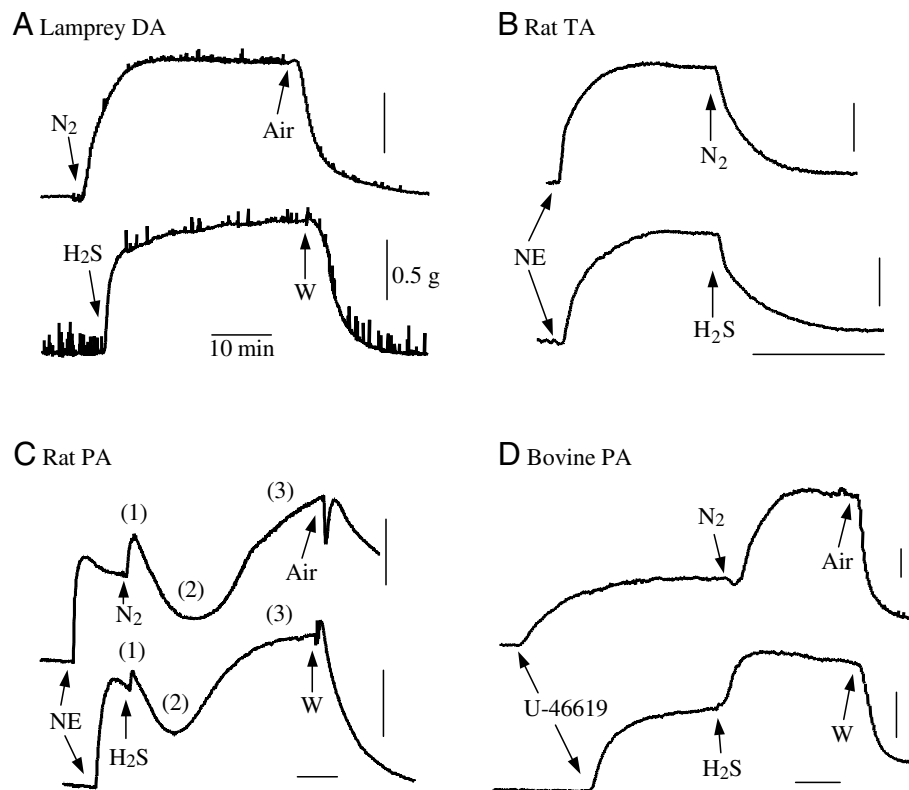 A Lamprey DA
N2
Air
H2S
W
0.5 g
10 min
B Rat TA
N2
NE
H2S
C Rat PA
(1)
(2)
(3)
N2
Air
(1)
(2)
(3)
NE
H2S
W
D Bovine PA
N2
Air
U-46619
H2S
W